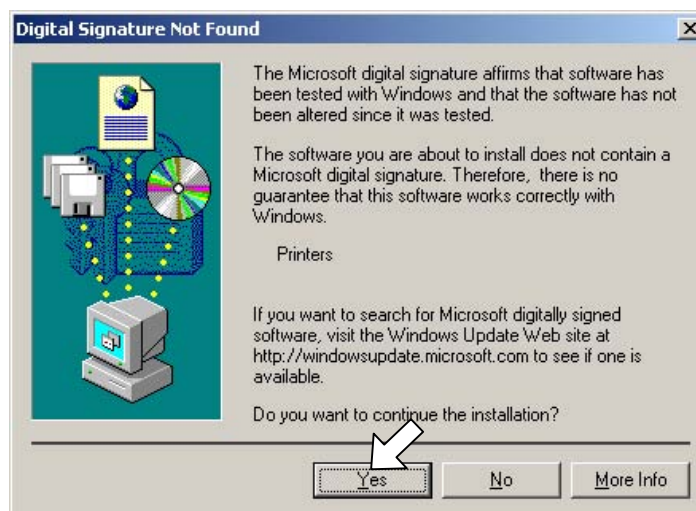 Digital Signature Not Found
The Microsoft digital signature affirms that software has
been tested with Windows and that the software has not
been altered since it was tested.
The software you are about to install does not contain a
Microsoft digital signature. Therefore, there is no
guarantee that this software works correctly with
Windows.
Printers
If you want to search for Microsoft digitally signed
software, visit the Windows Update Web site at
http://windowsupdate.microsoft.com to see if one is
available.
Do you want to continue the installation?
Yes No More Info